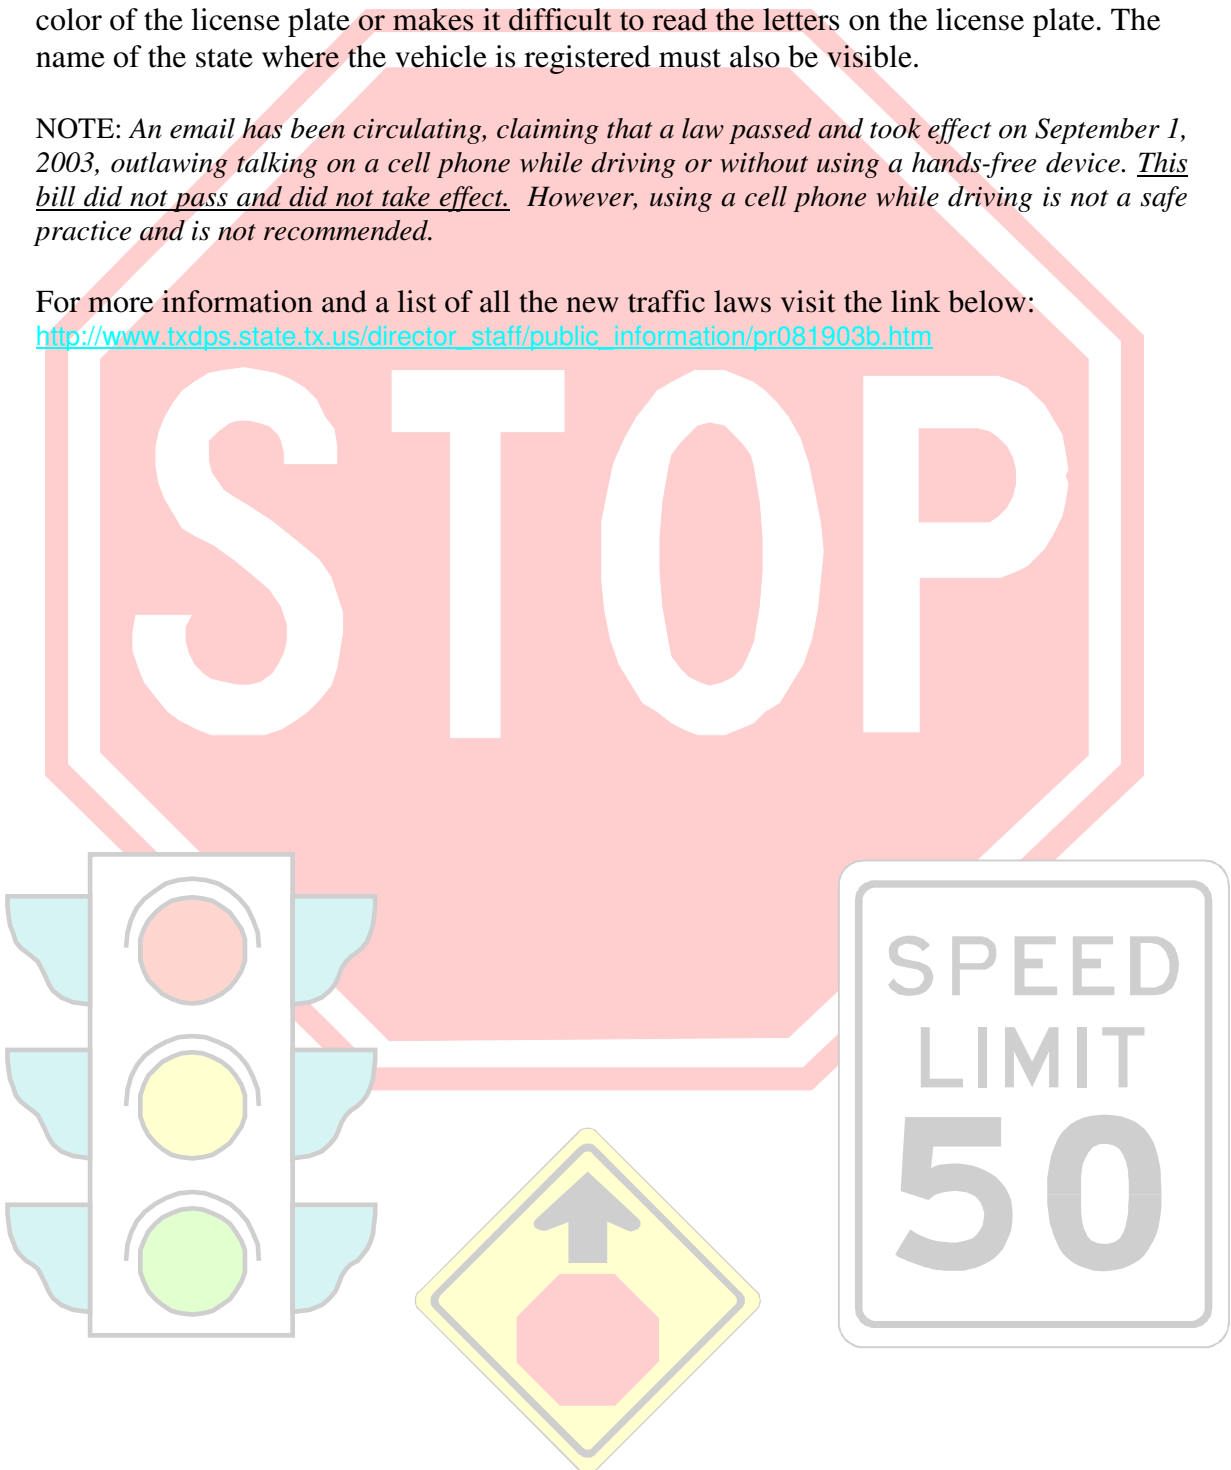 color of the license plate or makes it difficult to read the letters on the license plate. The
name of the state where the vehicle is registered must also be visible.
NOTE: An email has been circulating, claiming that a law passed and took effect on September 1,
2003, outlawing talking on a cell phone while driving or without using a hands-free device. This
bill did not pass and did not take effect. However, using a cell phone while driving is not a safe
practice and is not recommended.
For more information and a list of all the new traffic laws visit the link below:
http://www.txdps.state.tx.us/director_staff/public_information/pr081903b.htm
STOP
SPEED
LIMIT
50